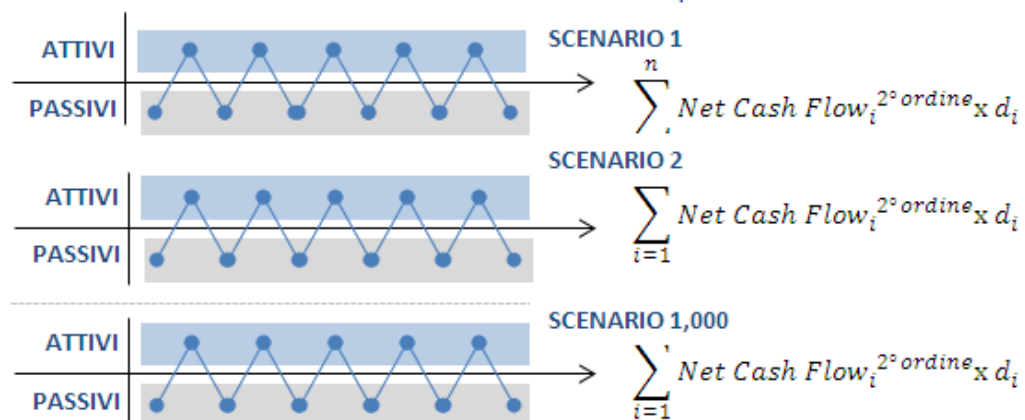 ATTIVI
PASSIVI
SCENARIO 1
n
∑ Net Cash Flow_i^{2° ordine} x d_i
ATTIVI
PASSIVI
SCENARIO 2
∑ Net Cash Flow_i^{2° ordine} x d_i
i=1
ATTIVI
PASSIVI
SCENARIO 1,000
∑ Net Cash Flow_i^{2° ordine} x d_i
i=1